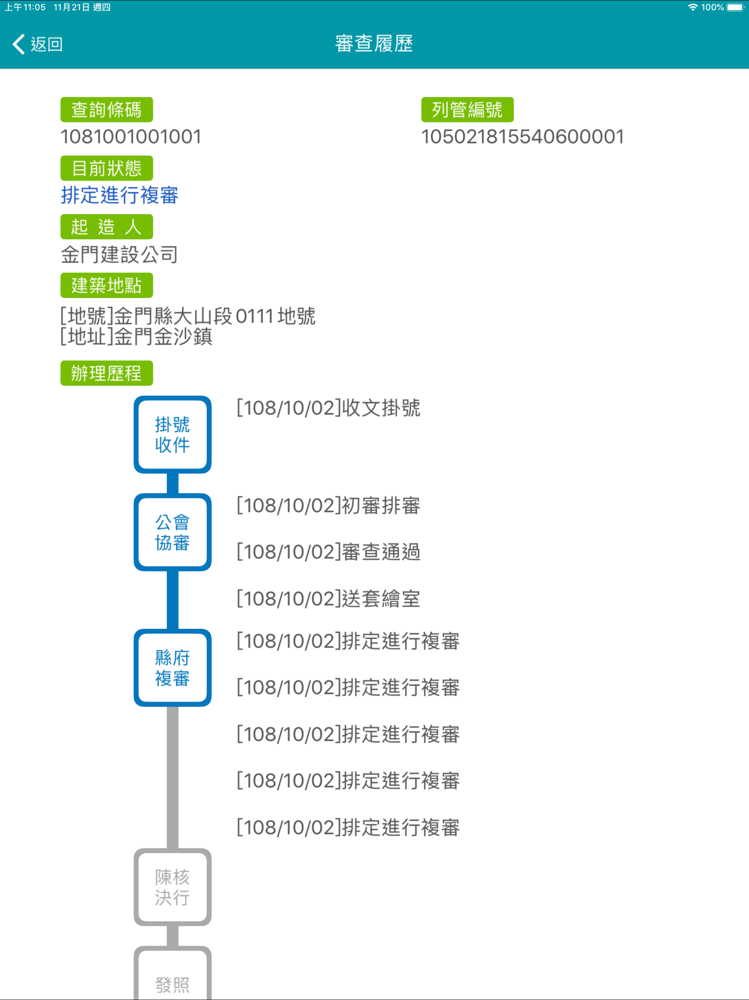 上午11:05 11月21日 週四
100%
返回
審查履歷
查詢條碼
1081001001001
列管編號
105021815540600001
目前狀態
排定進行複審
起 造 人
金門建設公司
建築地點
[地號]金門縣大山段0111地號
[地址]金門金沙鎮
辦理歷程
掛號
收件
[108/10/02]收文掛號
公會
協審
[108/10/02]初審排審
[108/10/02]審查通過
[108/10/02]送套繪室
縣府
複審
[108/10/02]排定進行複審
[108/10/02]排定進行複審
[108/10/02]排定進行複審
[108/10/02]排定進行複審
[108/10/02]排定進行複審
陳核
決行
發照